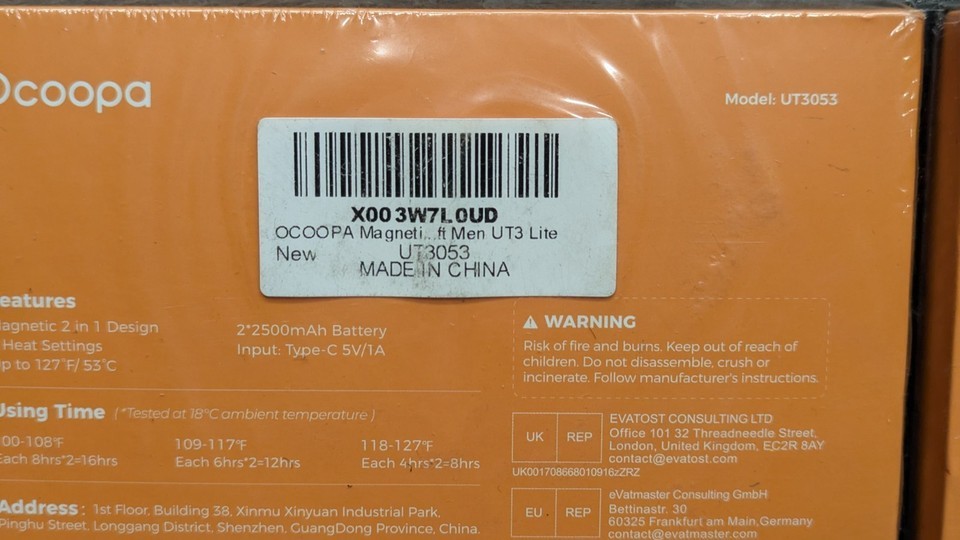 Ocoopa
Model: UT3053
X003W7L0UD
OCOOPA Magneti...ft Men UT3 Lite
New UT3053
MADE IN CHINA
eatures
agnetic 2 in 1 Design
Heat Settings
up to 127°F/ 53°C
2*2500mAh Battery
Input: Type-C 5V/1A
WARNING
Risk of fire and burns. Keep out of reach of
children. Do not disassemble, crush or
incinerate. Follow manufacturer's instructions.
Using Time (*Tested at 18°C ambient temperature)
00-108°F
Each 8hrs*2=16hrs
109-117°F
Each 6hrs*2=12hrs
118-127°F
Each 4hrs*2=8hrs
Address: 1st Floor, Building 38, Xinmu Xinyuan Industrial Park,
Pinghu Street, Longgang District, Shenzhen, GuangDong Province, China.
UK REP
EVATOST CONSULTING LTD
Office 101 32 Threadneedle Street,
London, United Kingdom, EC2R 8AY
contact@evatost.com
UK001708668010916zZRZ
EU REP
eVatmaster Consulting GmbH
Bettinastr. 30
60325 Frankfurt am Main,Germany
contact@evatmaster.com